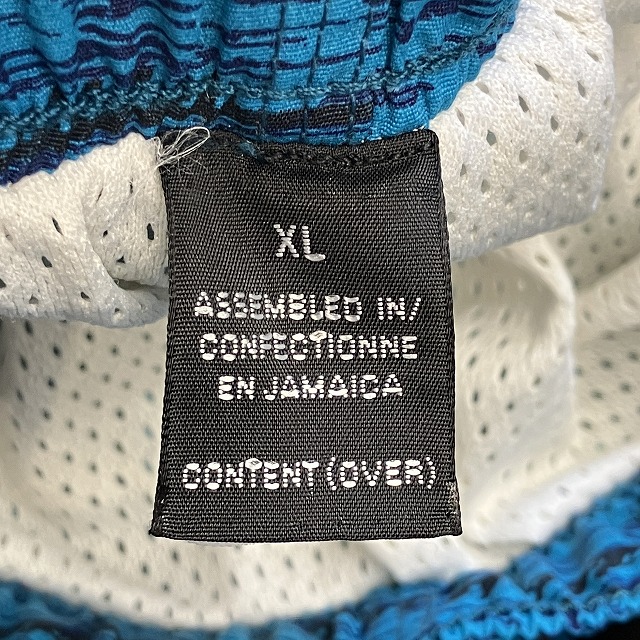 XL
ASSEMBLED IN/
CONFECTIONNE
EN JAMAICA
CONTENT (OVER)